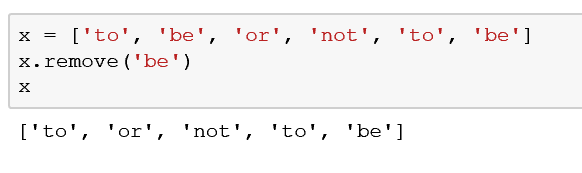 x = ['to', 'be', 'or', 'not', 'to', 'be']
x.remove('be')
x
['to', 'or', 'not', 'to', 'be']